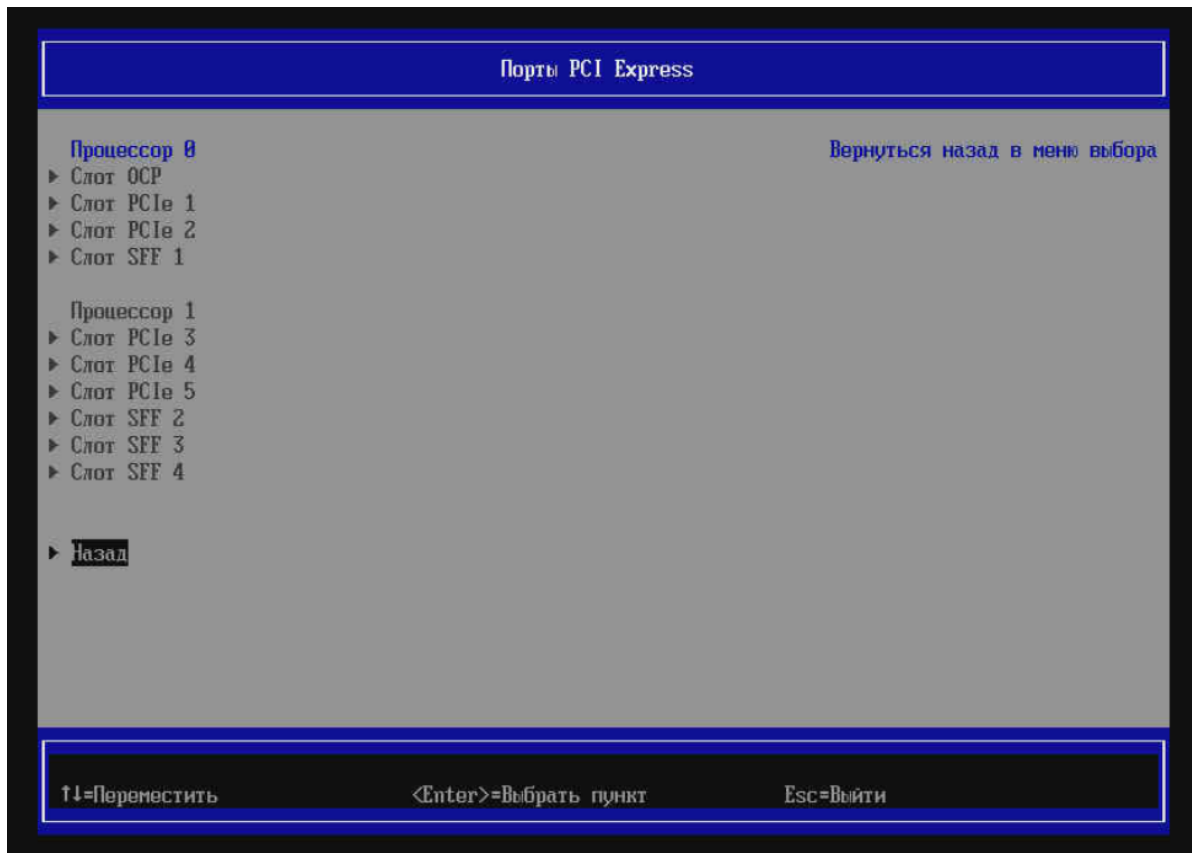 Порты PCI Express
Процессор 0
Вернуться назад в меню выбора
▶ Слот OCP
▶ Слот PCIe 1
▶ Слот PCIe 2
▶ Слот SFF 1
Процессор 1
▶ Слот PCIe 3
▶ Слот PCIe 4
▶ Слот PCIe 5
▶ Слот SFF 2
▶ Слот SFF 3
▶ Слот SFF 4
▶ Назад
↑↓=Переместить
<Enter>=Выбрать пункт
Esc=Выйти